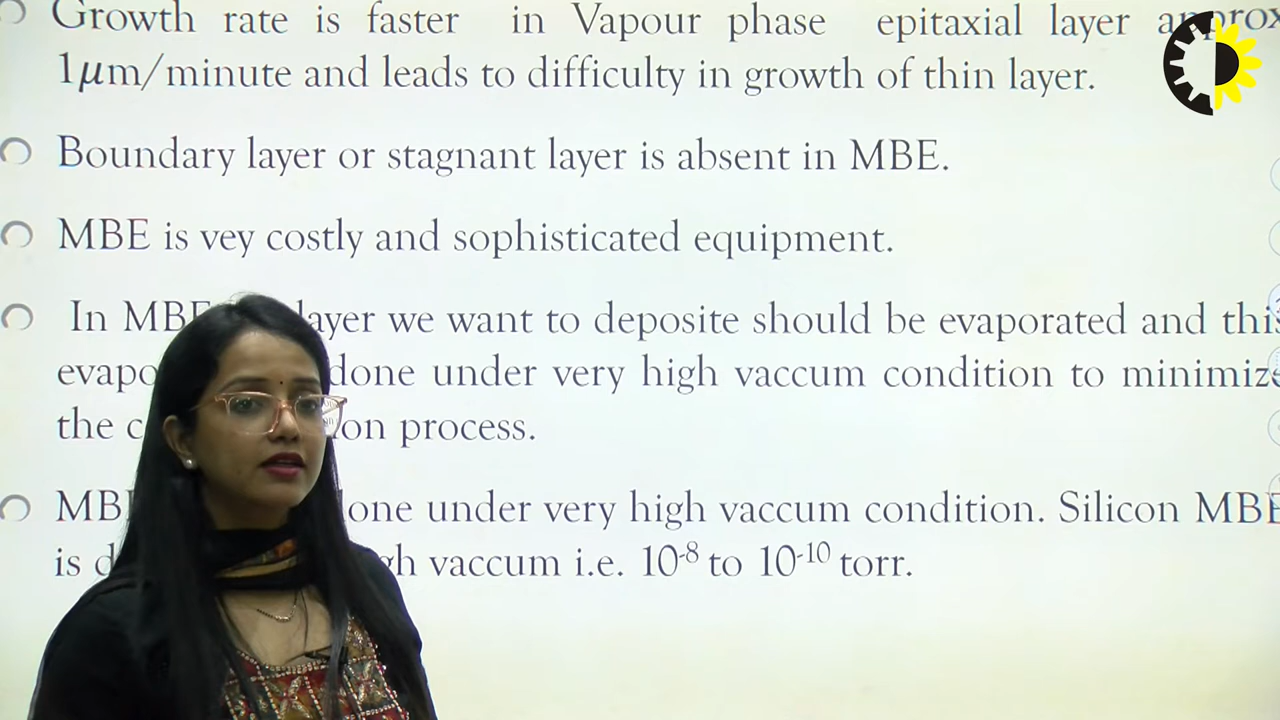 Growth rate is faster in Vapour phase epitaxial layer approx
1μm/minute and leads to difficulty in growth of thin layer.
Boundary layer or stagnant layer is absent in MBE.
MBE is vey costly and sophisticated equipment.
In MBE layer we want to deposite should be evaporated and this
done under very high vaccum condition to minimize
the process.
MBE done under very high vaccum condition. Silicon MBE
is vaccum i.e. 10⁻⁸ to 10⁻¹⁰ torr.